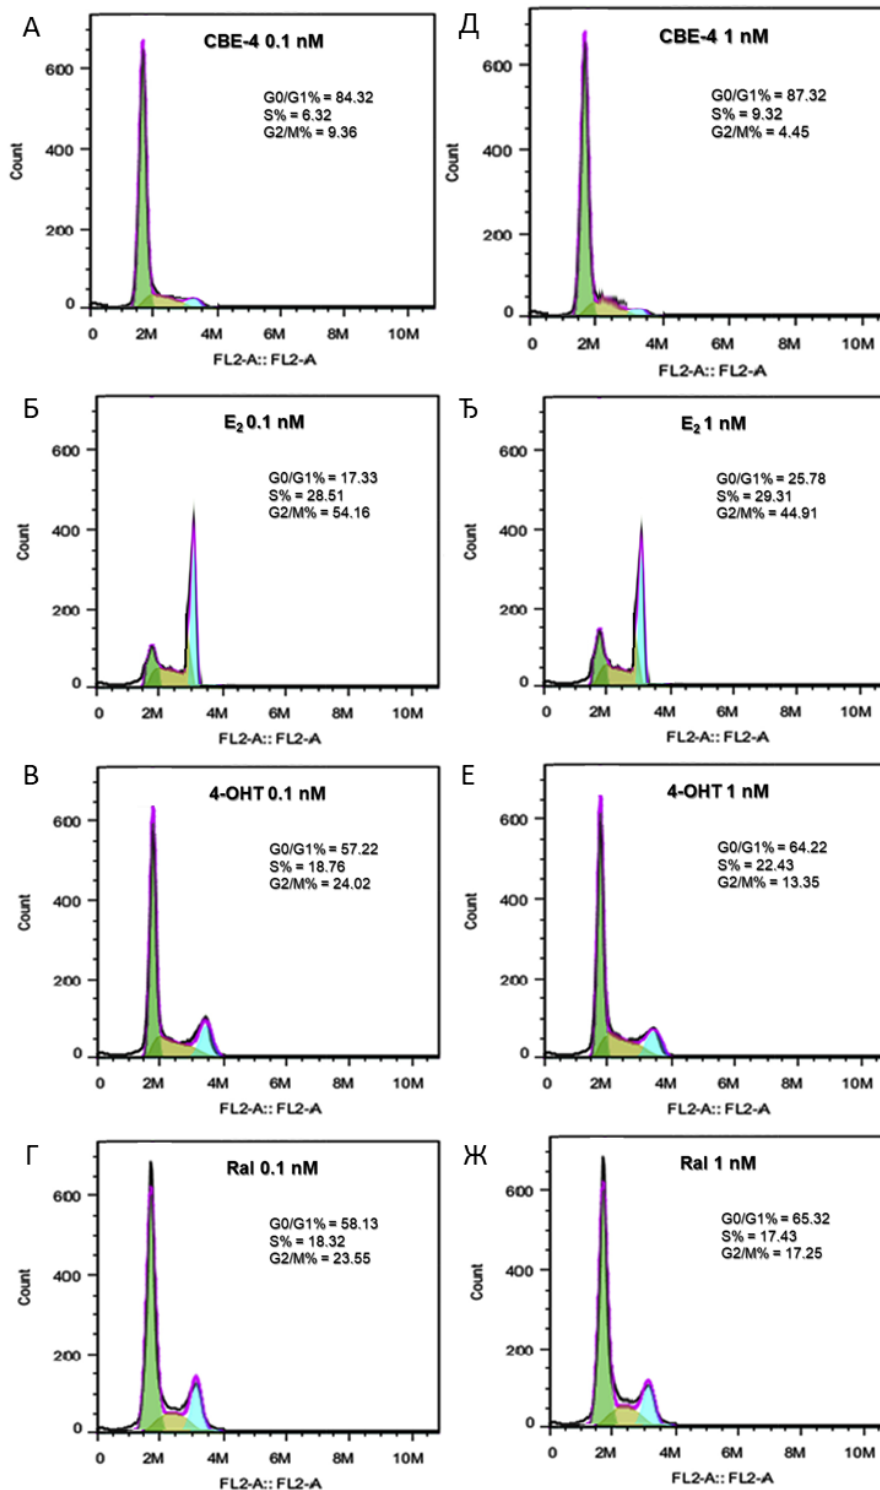 А
CBE-4 0.1 nM
G0/G1% = 84.32
S% = 6.32
G2/M% = 9.36
Count
600
400
200
0
0 2M 4M 6M 8M 10M
FL2-A:: FL2-A
Д
CBE-4 1 nM
G0/G1% = 87.32
S% = 9.32
G2/M% = 4.45
Count
600
400
200
0
0 2M 4M 6M 8M 10M
FL2-A:: FL2-A
Б
E₂ 0.1 nM
G0/G1% = 17.33
S% = 28.51
G2/M% = 54.16
Count
600
400
200
0
0 2M 4M 6M 8M 10M
FL2-A:: FL2-A
Ђ
E₂ 1 nM
G0/G1% = 25.78
S% = 29.31
G2/M% = 44.91
Count
600
400
200
0
0 2M 4M 6M 8M 10M
FL2-A:: FL2-A
В
4-OHT 0.1 nM
G0/G1% = 57.22
S% = 18.76
G2/M% = 24.02
Count
600
400
200
0
0 2M 4M 6M 8M 10M
FL2-A:: FL2-A
Е
4-OHT 1 nM
G0/G1% = 64.22
S% = 22.43
G2/M% = 13.35
Count
600
400
200
0
0 2M 4M 6M 8M 10M
FL2-A:: FL2-A
Г
Ral 0.1 nM
G0/G1% = 58.13
S% = 18.32
G2/M% = 23.55
Count
600
400
200
0
0 2M 4M 6M 8M 10M
FL2-A:: FL2-A
Ж
Ral 1 nM
G0/G1% = 65.32
S% = 17.43
G2/M% = 17.25
Count
600
400
200
0
0 2M 4M 6M 8M 10M
FL2-A:: FL2-A